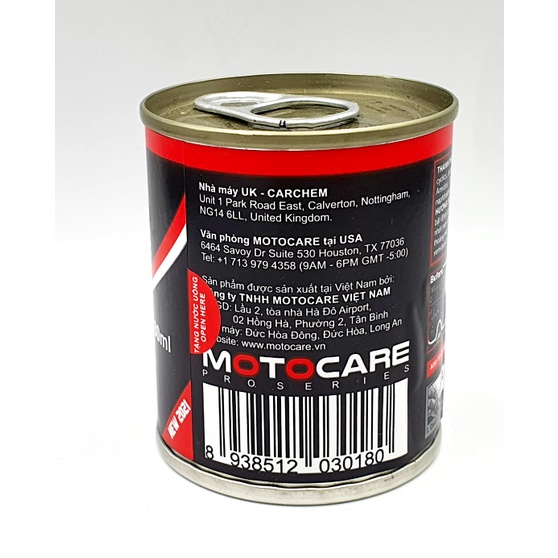 Nhà máy UK - CARCHEM
Unit 1 Park Road East, Calverton, Nottingham,
NG14 6LL, United Kingdom.
Văn phòng MOTOCARE tại USA
6464 Savoy Dr Suite 530 Houston, TX 77036
Tel: +1 713 979 4358 (9AM - 6PM GMT -5:00)
Sản phẩm được sản xuất tại Việt Nam bởi:
ty TNHH MOTOCARE VIỆT NAM
Lầu 2, tòa nhà Hà Đô Airport,
02 Hồng Hà, Phường 2, Tân Bình
máy: Đức Hòa Đông, Đức Hòa, Long An
www.motocare.vn
TẶNG NƯỚC UỐNG
OPEN HERE
ml
NEW 2021
MOTOCARE
PRO SERIES
8 938512 030180